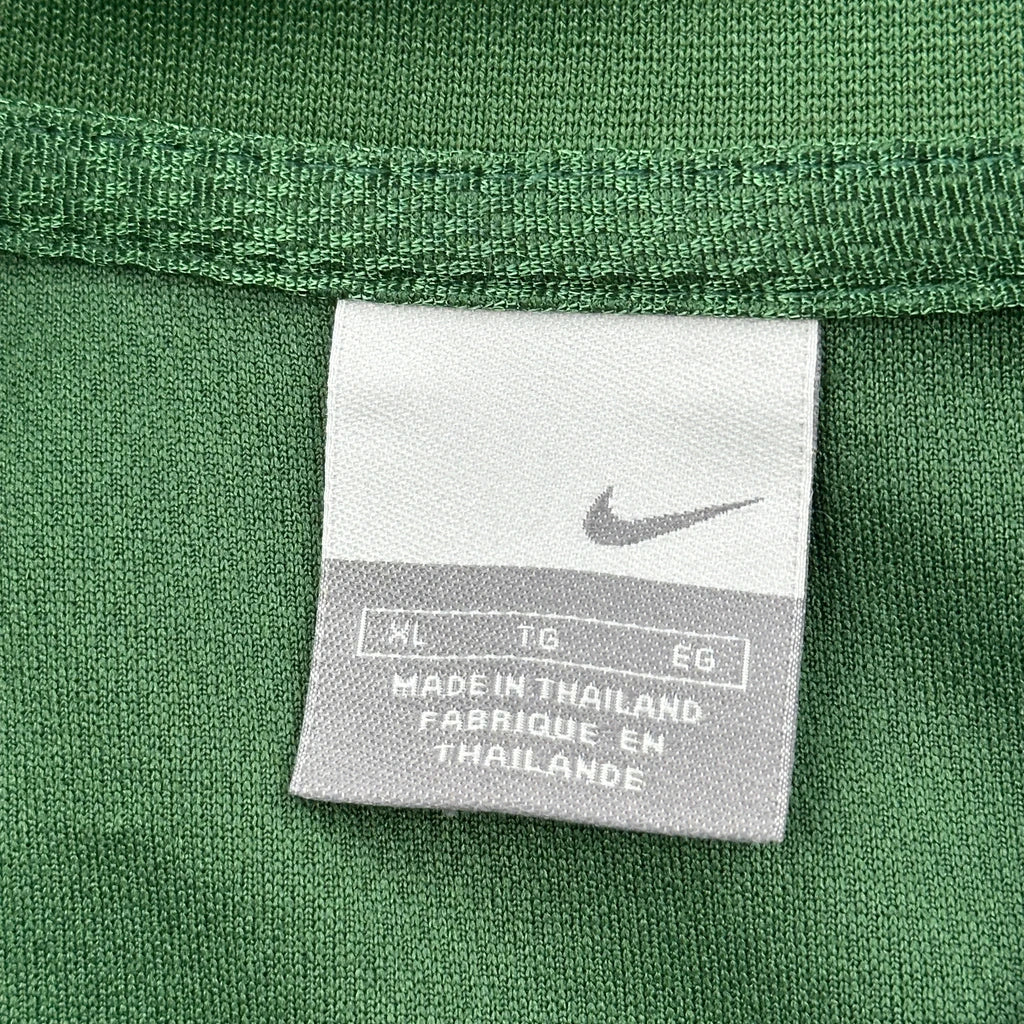 XL TG EG
MADE IN THAILAND
FABRIQUE EN
THAILANDE